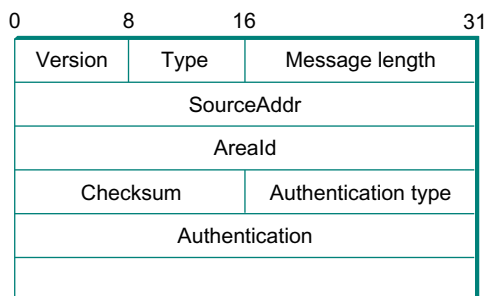 0 8 16 31
Version Type Message length
SourceAddr
AreaId
Checksum Authentication type
Authentication